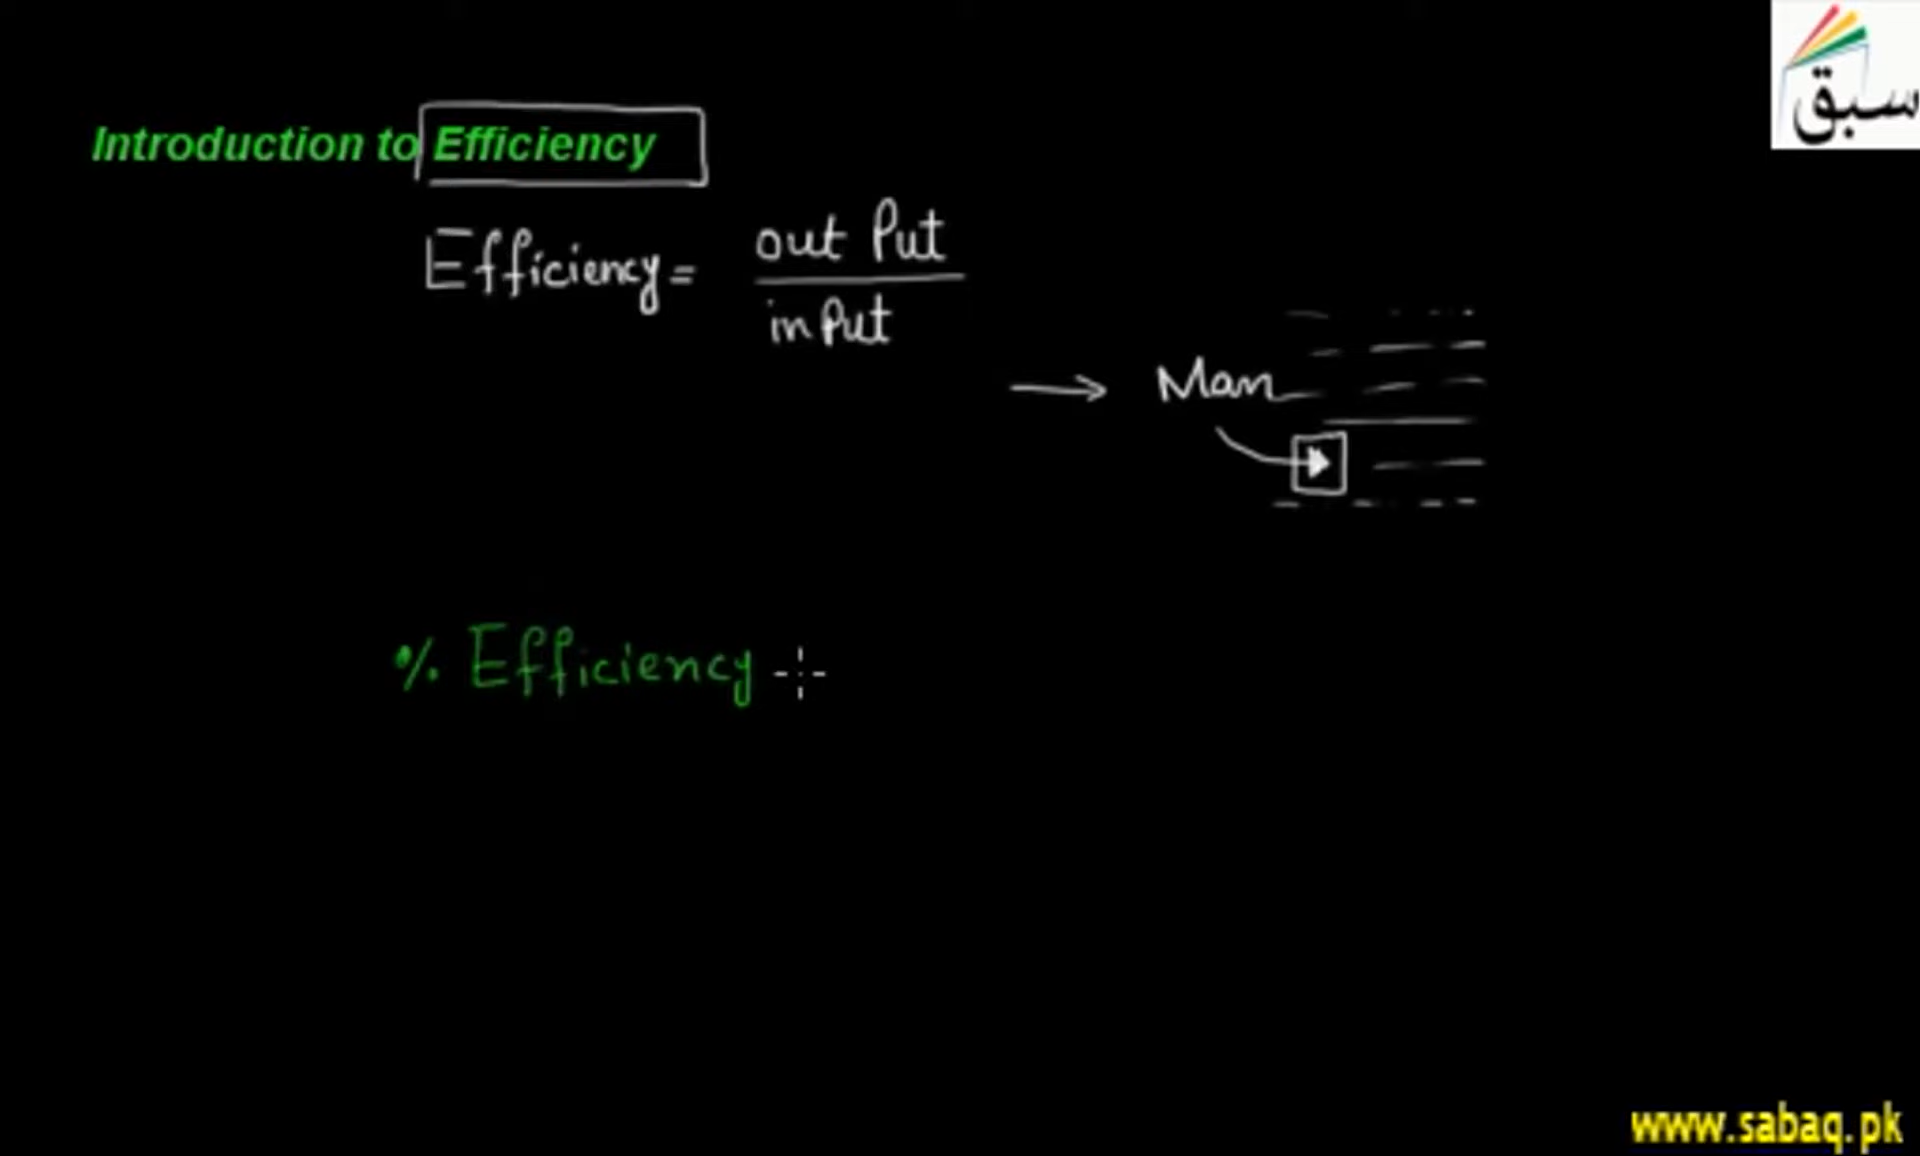 سبق
Introduction to Efficiency
Efficiency = out Put / in Put
→ Man
% Efficiency
www.sabaq.pk